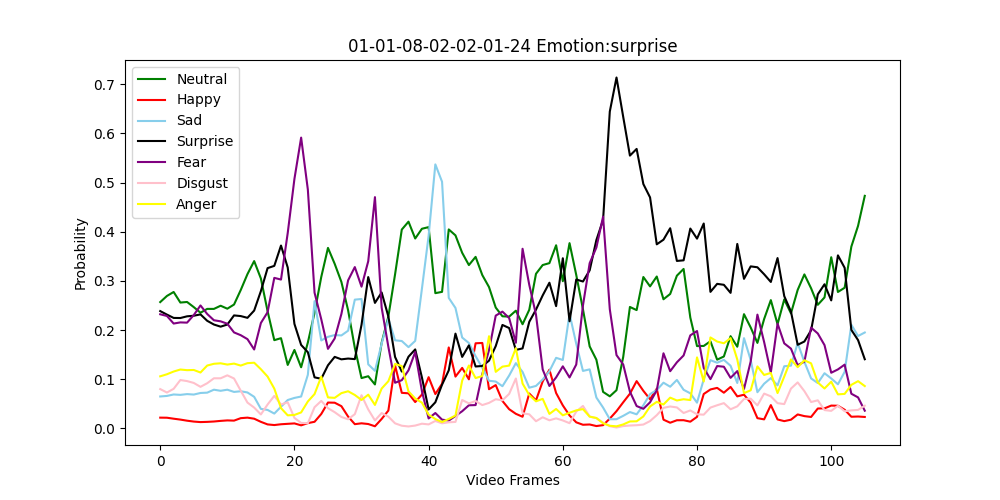 01-01-08-02-02-01-24 Emotion:surprise
Neutral
Happy
Sad
Surprise
Fear
Disgust
Anger
Probability
0.7
0.6
0.5
0.4
0.3
0.2
0.1
0.0
0 20 40 60 80 100
Video Frames